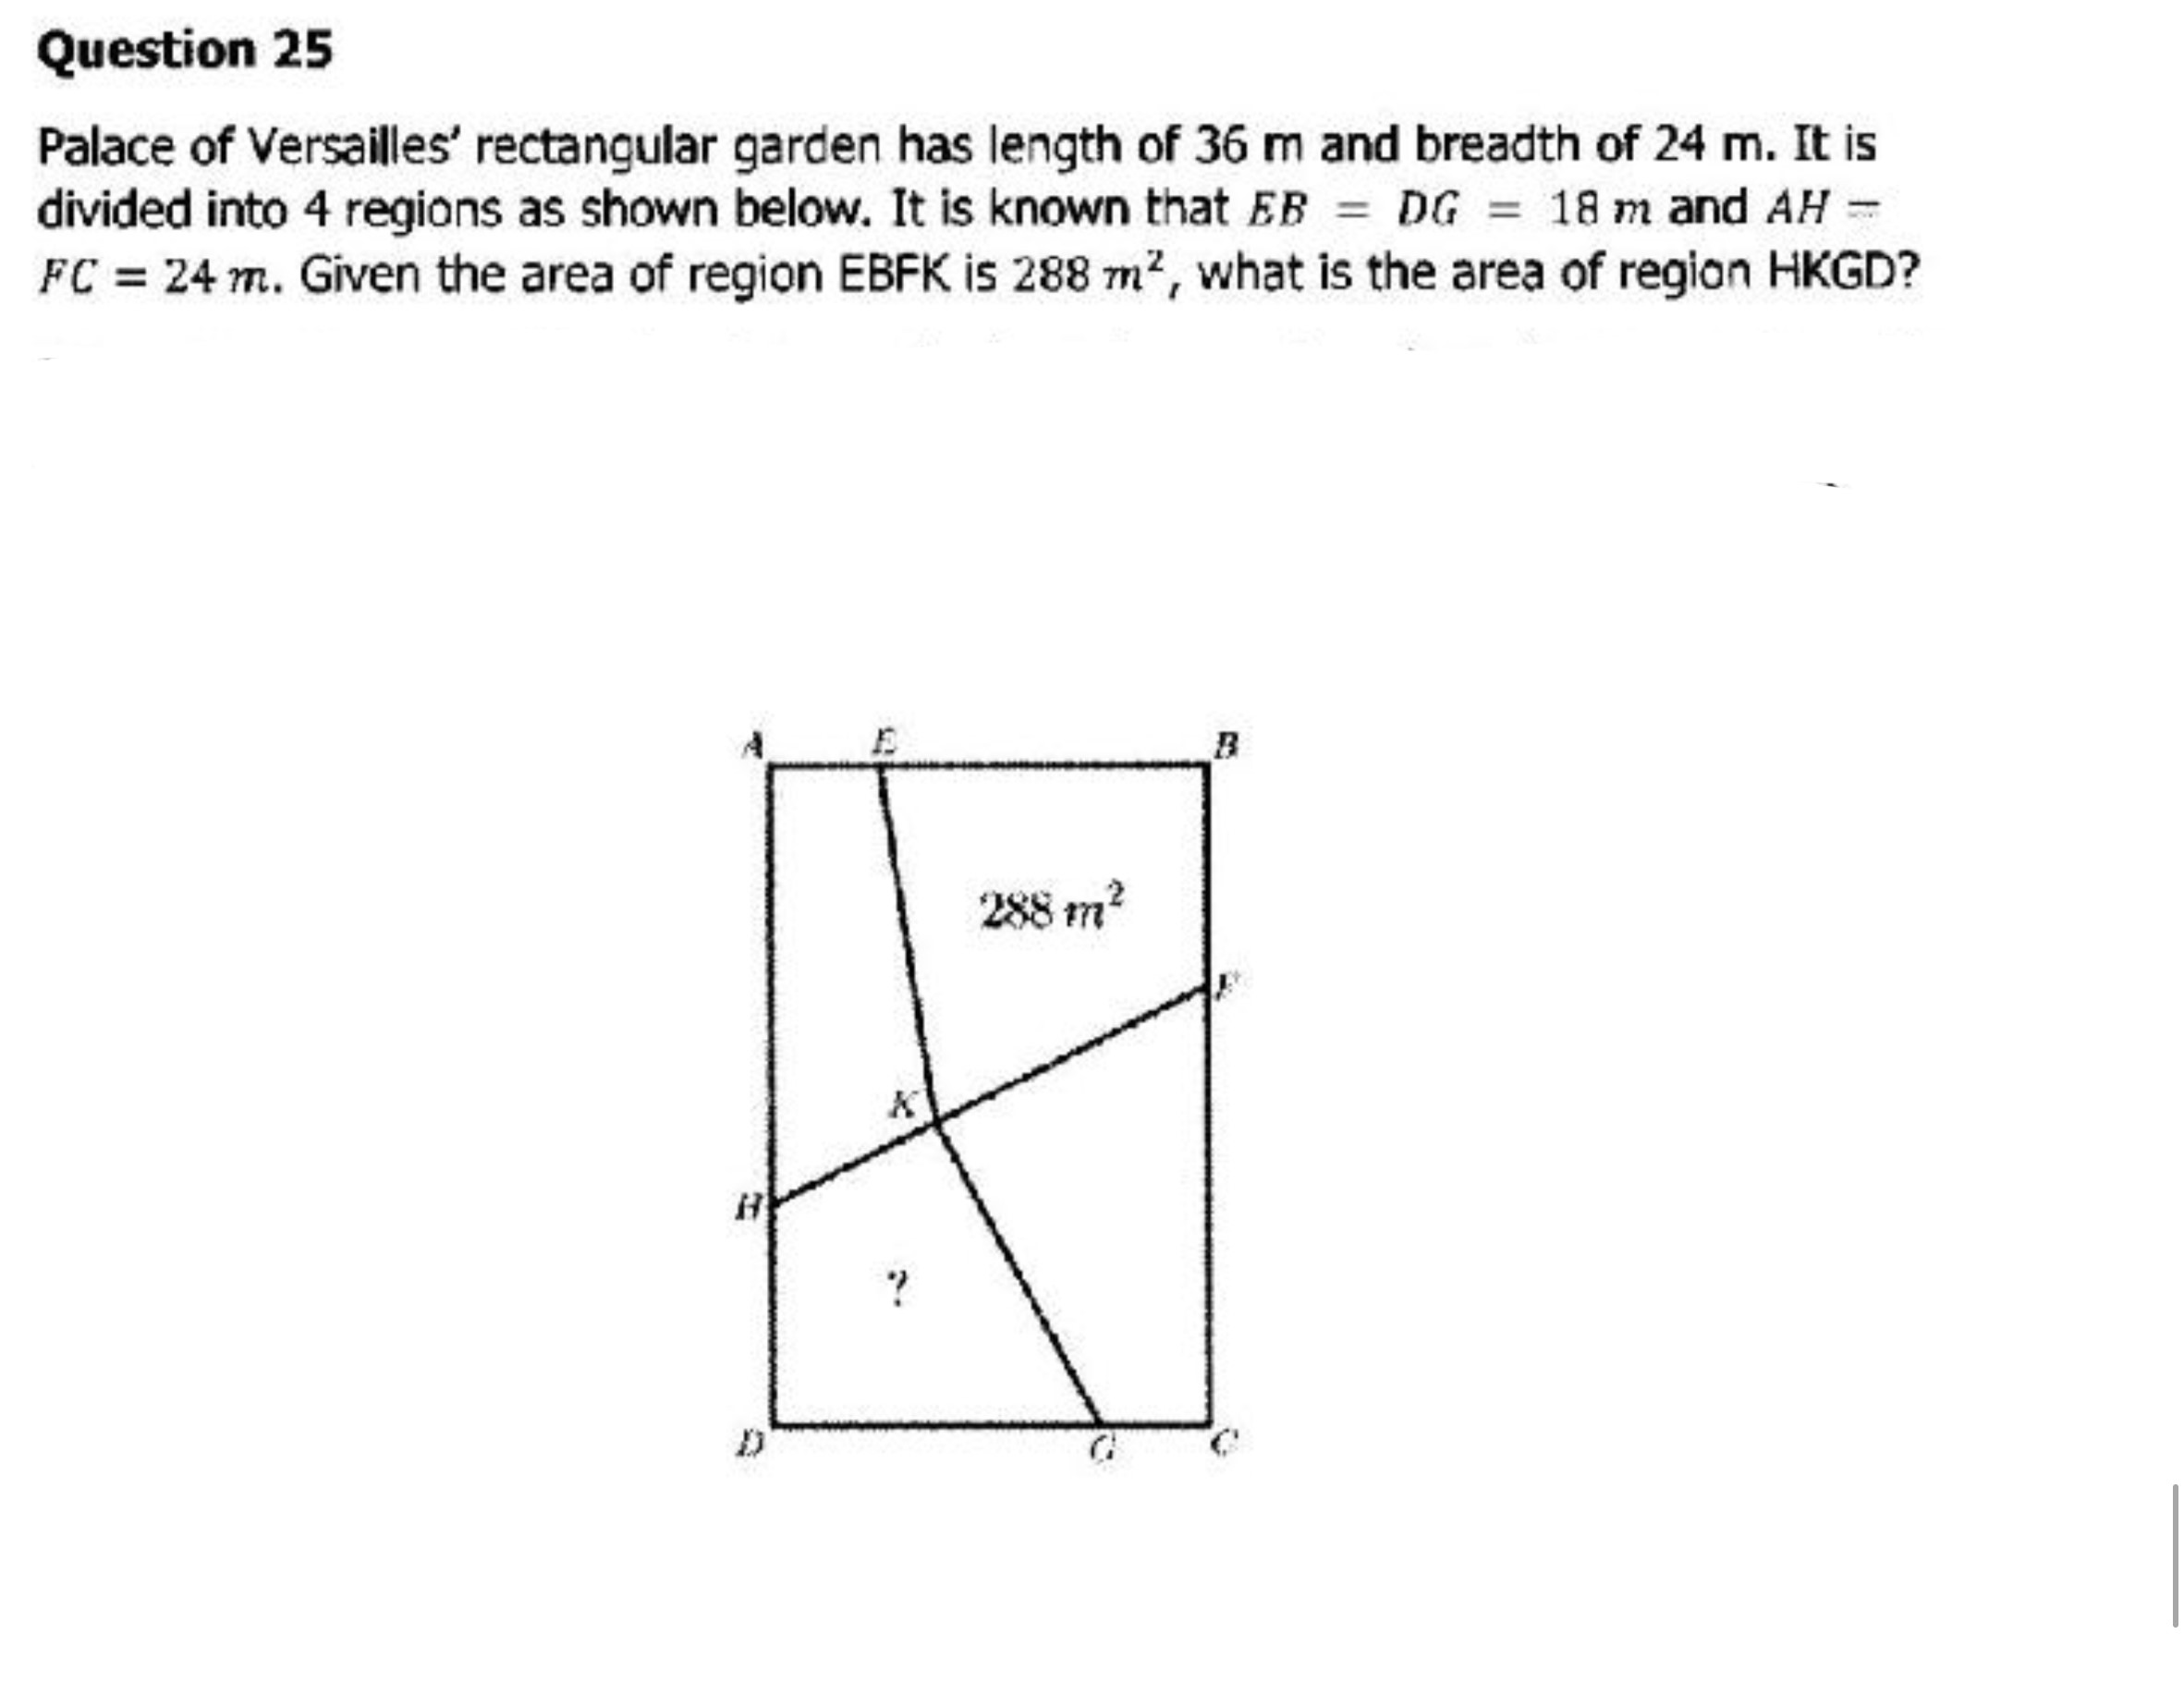 Question 25
Palace of Versailles' rectangular garden has length of 36 m and breadth of 24 m. It is
divided into 4 regions as shown below. It is known that EB = DG = 18 m and AH =
FC = 24 m. Given the area of region EBFK is 288 m², what is the area of region HKGD?
A E B
288 m²
F
K
H
?
D G C